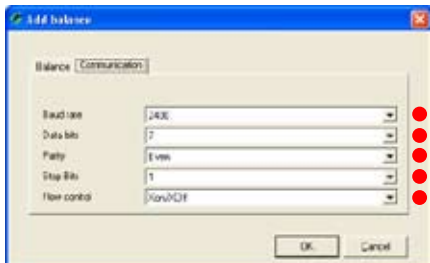 Add balance
Balance Communication
Baud rate 2400
Data bits 7
Parity Even
Stop Bits 1
Flow control Xon/Xoff
OK Cancel